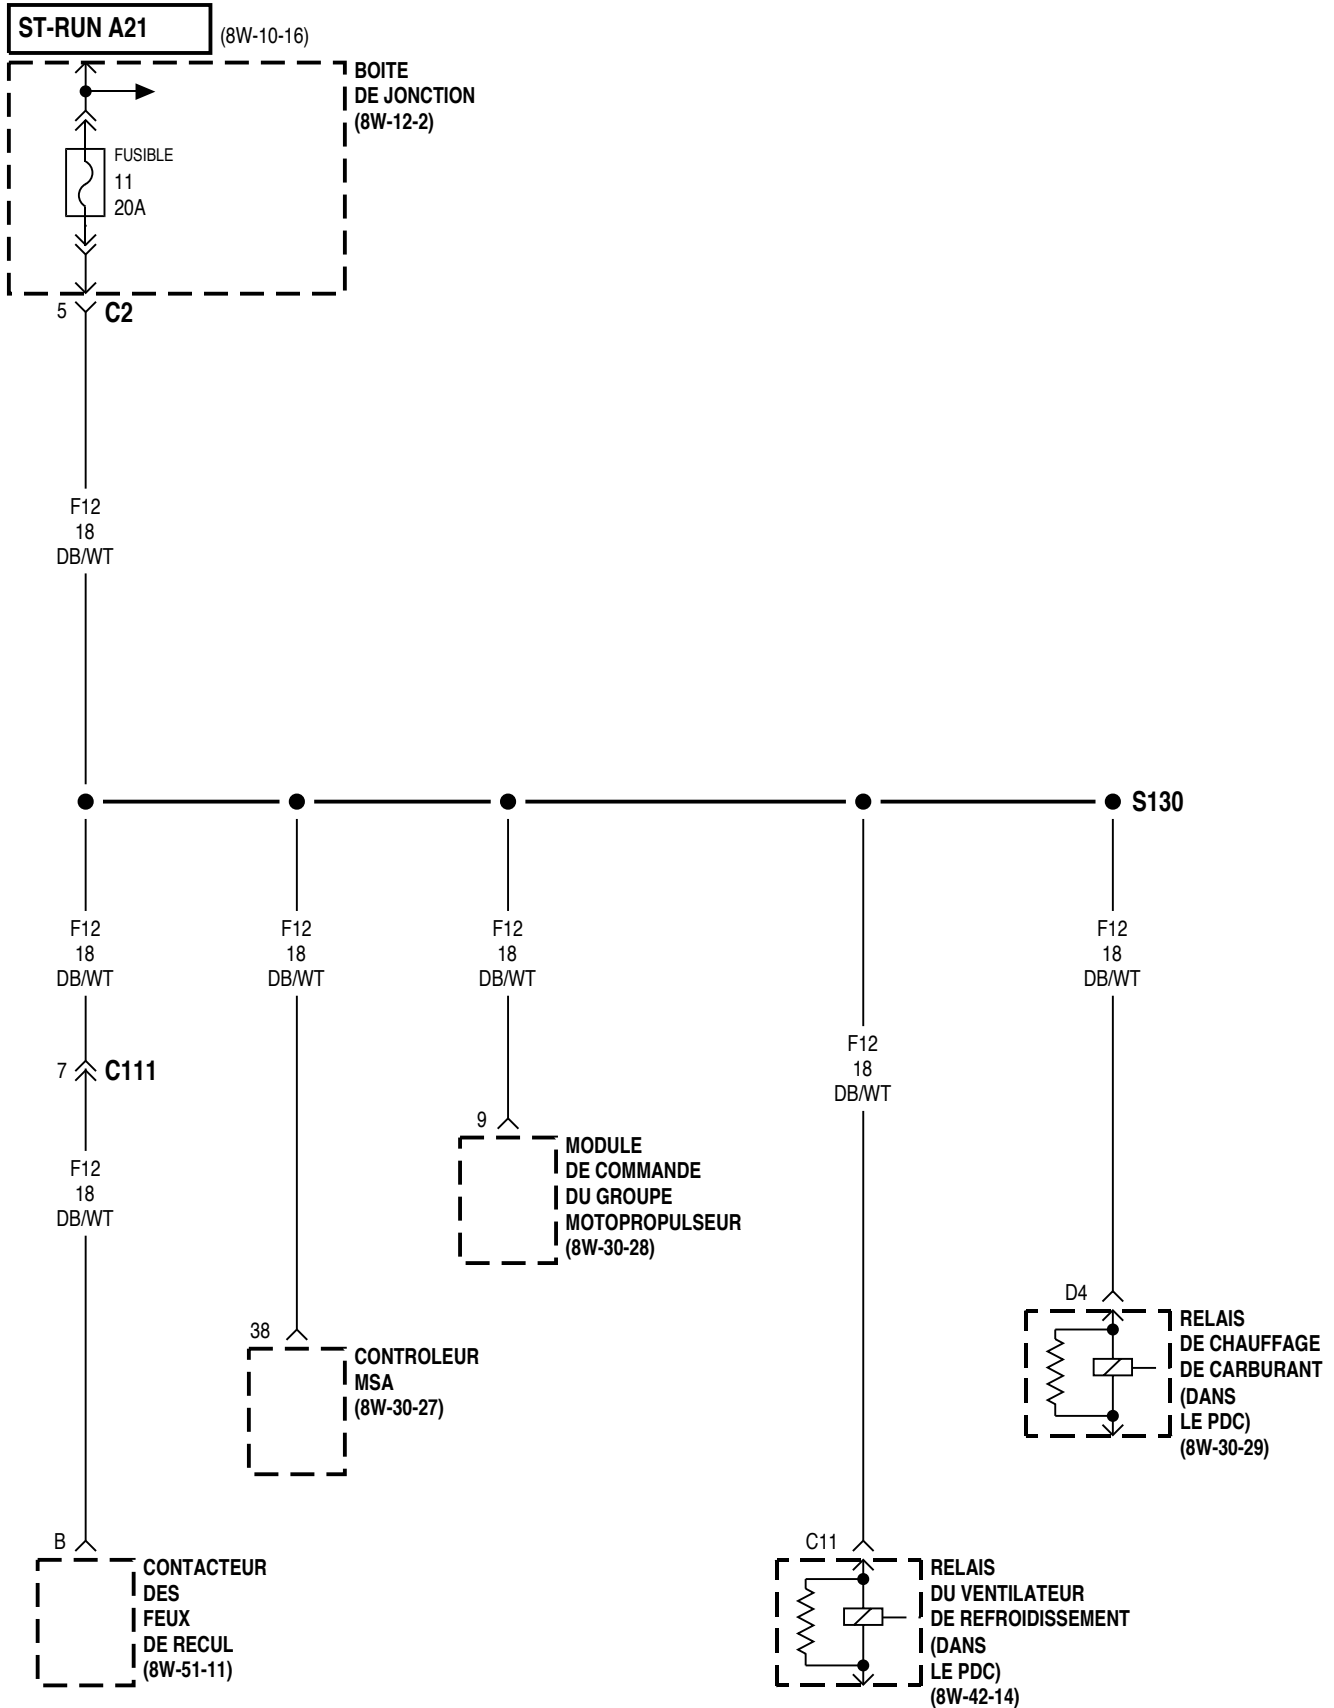 ST-RUN A21
(8W-10-16)
BOITE
DE JONCTION
(8W-12-2)
FUSIBLE
11
20A
5
C2
F12
18
DB/WT
S130
F12
18
DB/WT
F12
18
DB/WT
F12
18
DB/WT
F12
18
DB/WT
F12
18
DB/WT
7
C111
F12
18
DB/WT
9
MODULE
DE COMMANDE
DU GROUPE
MOTOPROPULSEUR
(8W-30-28)
38
CONTROLEUR
MSA
(8W-30-27)
D4
RELAIS
DE CHAUFFAGE
DE CARBURANT
(DANS
LE PDC)
(8W-30-29)
B
CONTACTEUR
DES
FEUX
DE RECUL
(8W-51-11)
C11
RELAIS
DU VENTILATEUR
DE REFROIDISSEMENT
(DANS
LE PDC)
(8W-42-14)